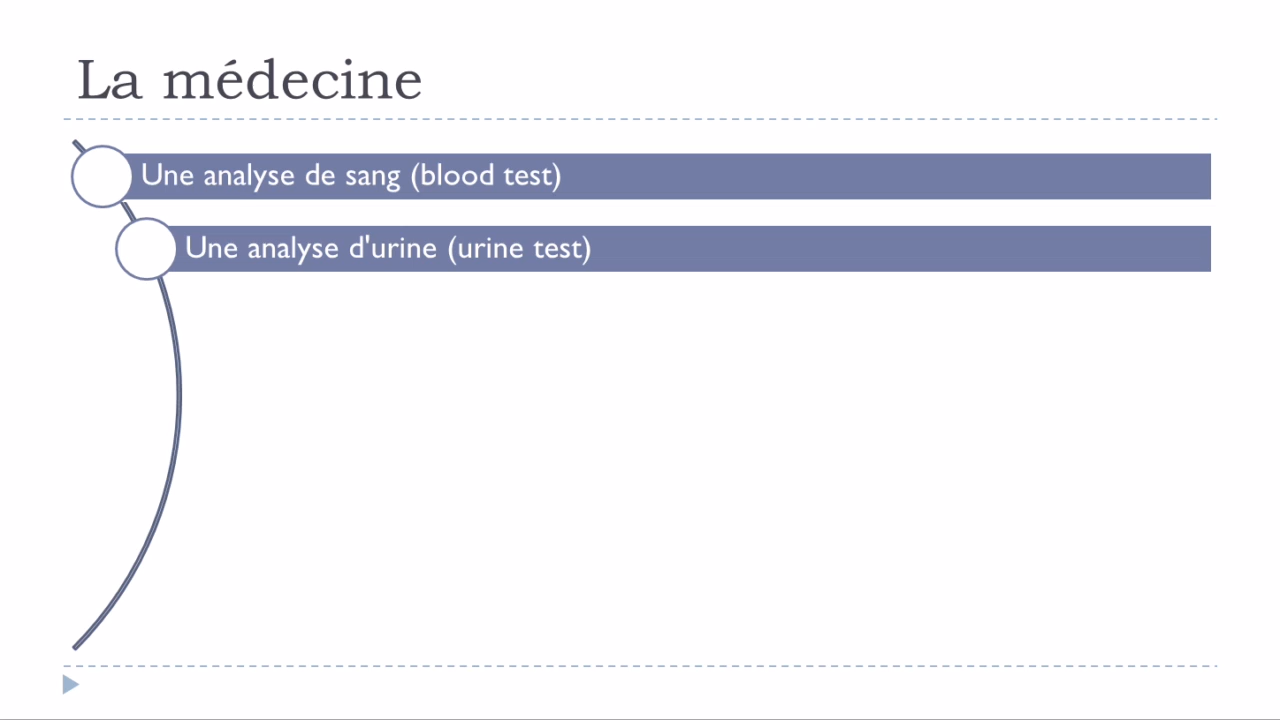 La médecine
Une analyse de sang (blood test)
Une analyse d'urine (urine test)